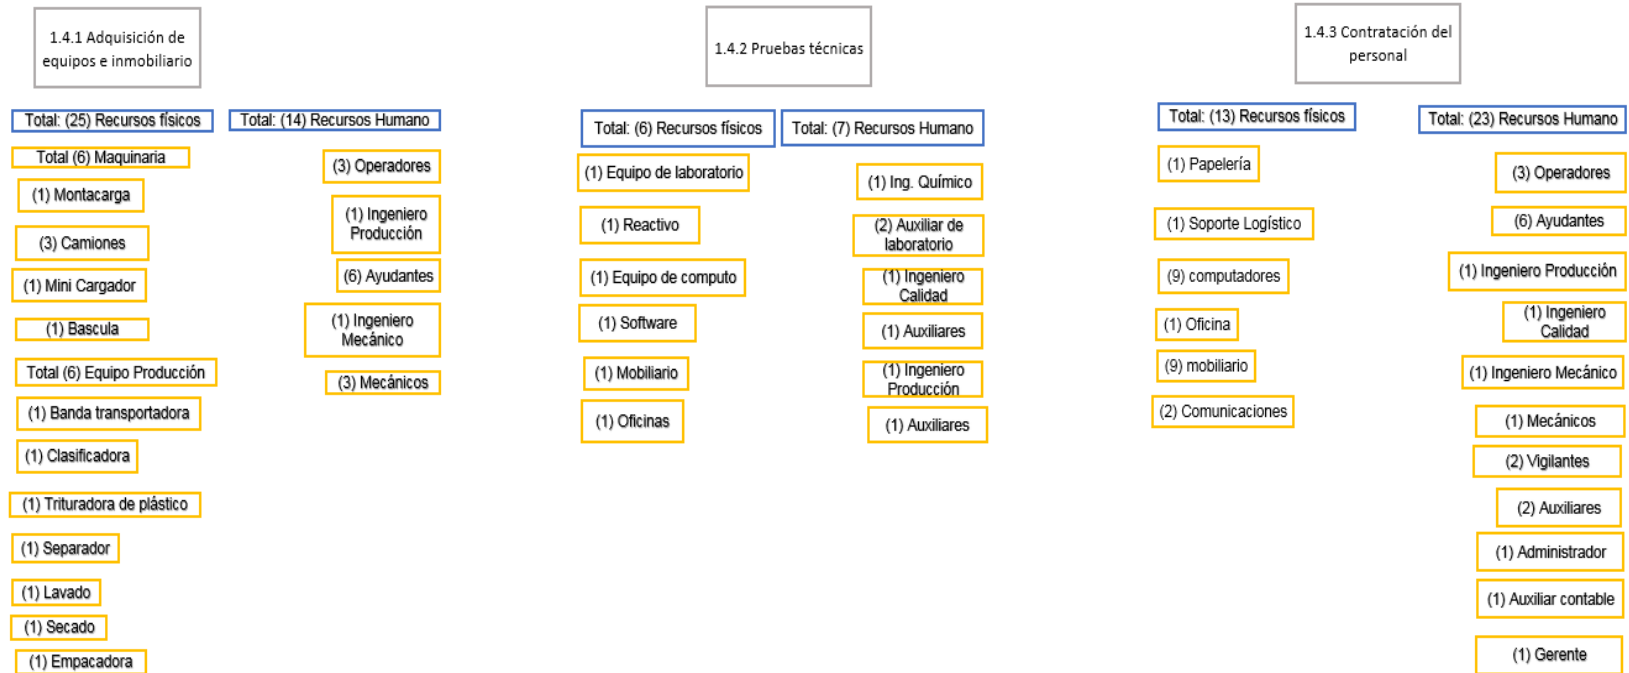 1.4.1 Adquisición de
equipos e inmobiliario
Total: (25) Recursos físicos
Total (6) Maquinaria
(1) Montacarga
(3) Camiones
(1) Mini Cargador
(1) Bascula
Total (6) Equipo Producción
(1) Banda transportadora
(1) Clasificadora
(1) Trituradora de plástico
(1) Separador
(1) Lavado
(1) Secado
(1) Empacadora
Total: (14) Recursos Humano
(3) Operadores
(1) Ingeniero
Producción
(6) Ayudantes
(1) Ingeniero
Mecánico
(3) Mecánicos
1.4.2 Pruebas técnicas
Total: (6) Recursos físicos
(1) Equipo de laboratorio
(1) Reactivo
(1) Equipo de computo
(1) Software
(1) Mobiliario
(1) Oficinas
Total: (7) Recursos Humano
(1) Ing. Químico
(2) Auxiliar de
laboratorio
(1) Ingeniero
Calidad
(1) Auxiliares
(1) Ingeniero
Producción
(1) Auxiliares
1.4.3 Contratación del
personal
Total: (13) Recursos físicos
(1) Papelería
(1) Soporte Logístico
(9) computadores
(1) Oficina
(9) mobiliario
(2) Comunicaciones
Total: (23) Recursos Humano
(3) Operadores
(6) Ayudantes
(1) Ingeniero Producción
(1) Ingeniero
Calidad
(1) Ingeniero Mecánico
(1) Mecánicos
(2) Vigilantes
(2) Auxiliares
(1) Administrador
(1) Auxiliar contable
(1) Gerente